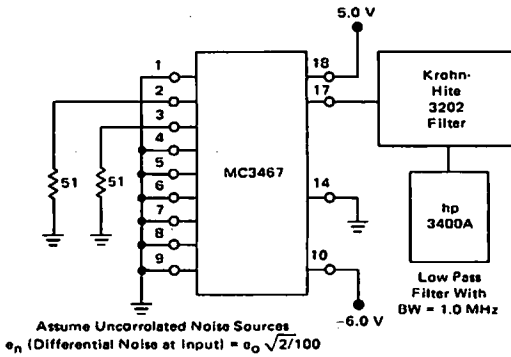 5.0 V
1
2
3
4
5
6
7
8
9
51
51
MC3467
18
17
14
10
-6.0 V
Krohn-
Hite
3202
Filter
hp
3400A
Low Pass
Filter With
BW = 1.0 MHz
Assume Uncorrolated Noise Sources
en (Differential Noise at Input) = eo √2/100